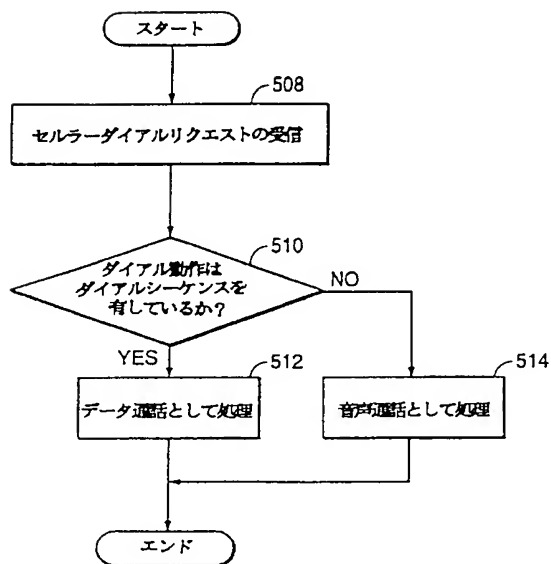 スタート
508
セルラーダイアルリクエストの受信
510
ダイアル動作は
ダイアルシーケンスを
有しているか?
NO
YES
512
データ通話として処理
514
音声通話として処理
エンド